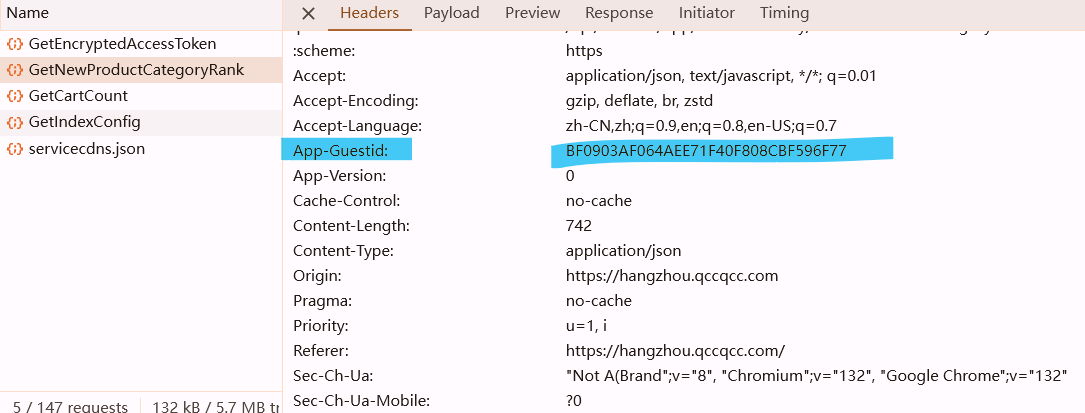 Name
Headers Payload Preview Response Initiator Timing
GetEncryptedAccessToken
GetNewProductCategoryRank
GetCartCount
GetIndexConfig
servicecdns.json
:scheme: https
Accept: application/json, text/javascript, */*; q=0.01
Accept-Encoding: gzip, deflate, br, zstd
Accept-Language: zh-CN,zh;q=0.9,en;q=0.8,en-US;q=0.7
App-Guestid: BF0903AF064AEE71F40F808CBF596F77
App-Version: 0
Cache-Control: no-cache
Content-Length: 742
Content-Type: application/json
Origin: https://hangzhou.qccqcc.com
Pragma: no-cache
Priority: u=1, i
Referer: https://hangzhou.qccqcc.com/
Sec-Ch-Ua: "Not A(Brand";v="8", "Chromium";v="132", "Google Chrome";v="132"
Sec-Ch-Ua-Mobile: ?0
5 / 147 requests 132 kB / 5.7 MB tr